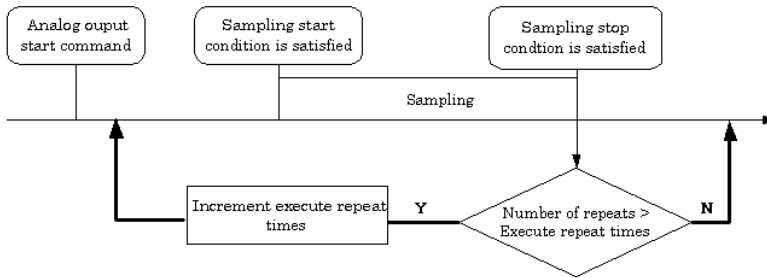 Analog ouput
start command
Sampling start
condition is satisfied
Sampling stop
condtion is satisfied
Sampling
Increment execute repeat
times
Y
Number of repeats >
Execute repeat times
N